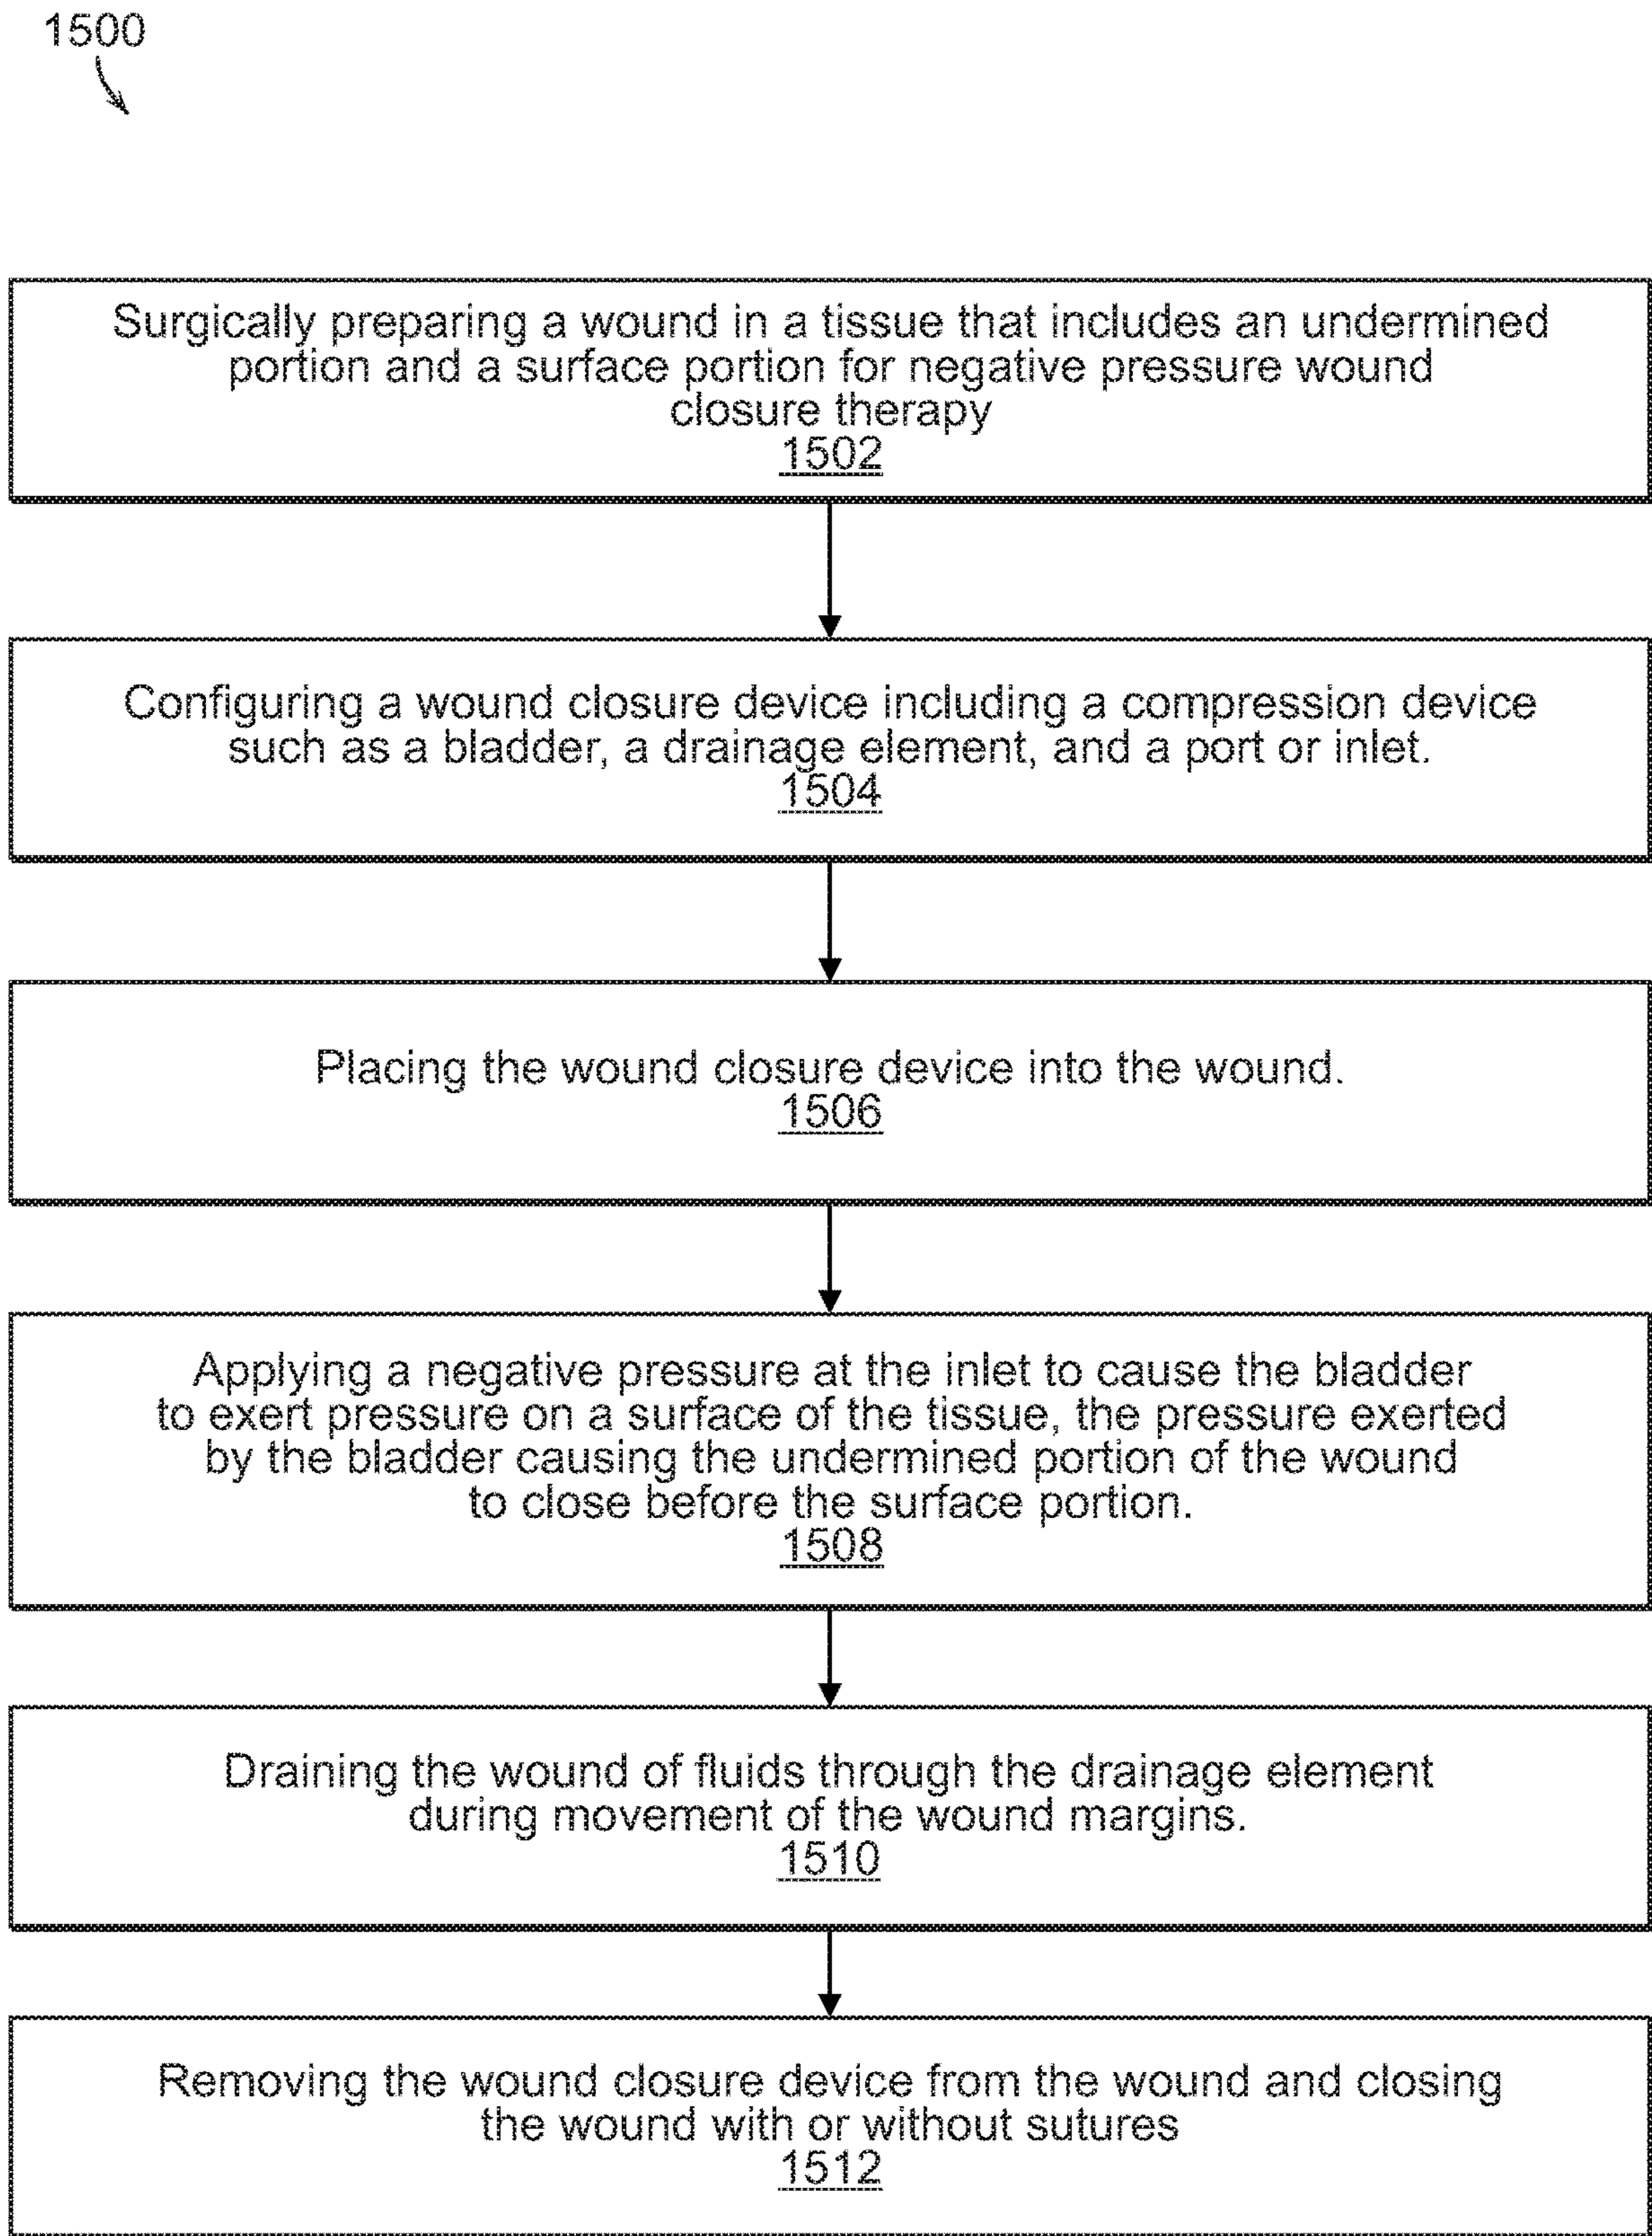 1500
Surgically preparing a wound in a tissue that includes an undermined
portion and a surface portion for negative pressure wound
closure therapy
1502
Configuring a wound closure device including a compression device
such as a bladder, a drainage element, and a port or inlet.
1504
Placing the wound closure device into the wound.
1506
Applying a negative pressure at the inlet to cause the bladder
to exert pressure on a surface of the tissue, the pressure exerted
by the bladder causing the undermined portion of the wound
to close before the surface portion.
1508
Draining the wound of fluids through the drainage element
during movement of the wound margins.
1510
Removing the wound closure device from the wound and closing
the wound with or without sutures
1512